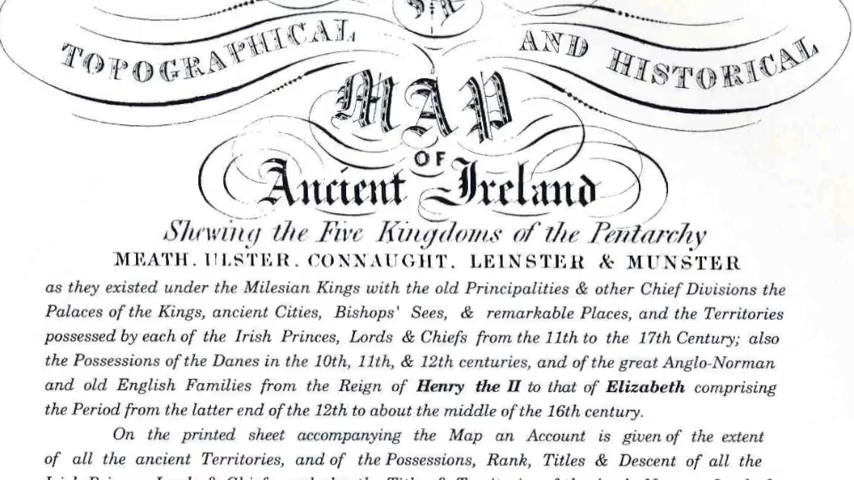 TOPOGRAPHICAL AND HISTORICAL
MAP
OF
Ancient Ireland
Shewing the Five Kingdoms of the Pentarchy
MEATH, ULSTER, CONNAUGHT, LEINSTER & MUNSTER
as they existed under the Milesian Kings with the old Principalities & other Chief Divisions the
Palaces of the Kings, ancient Cities, Bishops' Sees, & remarkable Places, and the Territories
possessed by each of the Irish Princes, Lords & Chiefs from the 11th to the 17th Century; also
the Possessions of the Danes in the 10th, 11th, & 12th centuries, and of the great Anglo-Norman
and old English Families from the Reign of Henry the II to that of Elizabeth comprising
the Period from the latter end of the 12th to about the middle of the 16th century.
On the printed sheet accompanying the Map an Account is given of the extent
of all the ancient Territories, and of the Possessions, Rank, Titles & Descent of all the